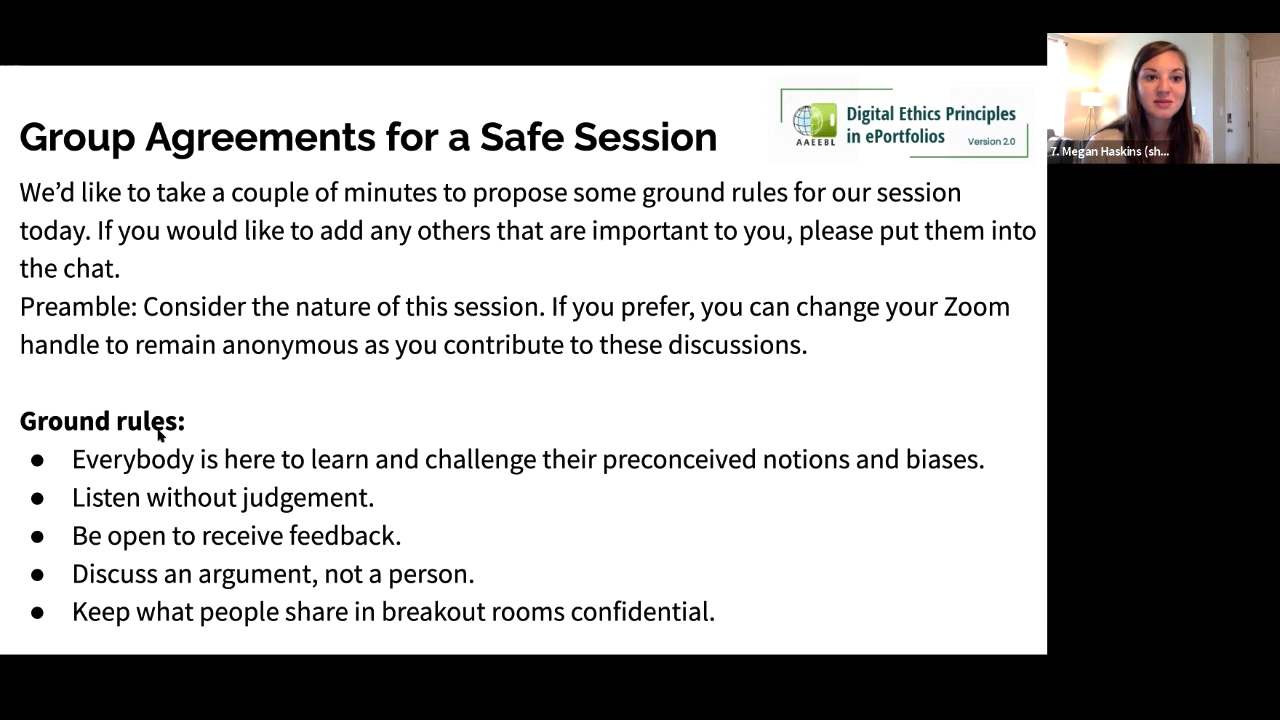 Group Agreements for a Safe Session
AAEEBL
Digital Ethics Principles
in ePortfolios
Version 2.0
7. Megan Haskins (sh...
We'd like to take a couple of minutes to propose some ground rules for our session
today. If you would like to add any others that are important to you, please put them into
the chat.
Preamble: Consider the nature of this session. If you prefer, you can change your Zoom
handle to remain anonymous as you contribute to these discussions.
Ground rules:
● Everybody is here to learn and challenge their preconceived notions and biases.
● Listen without judgement.
● Be open to receive feedback.
● Discuss an argument, not a person.
● Keep what people share in breakout rooms confidential.